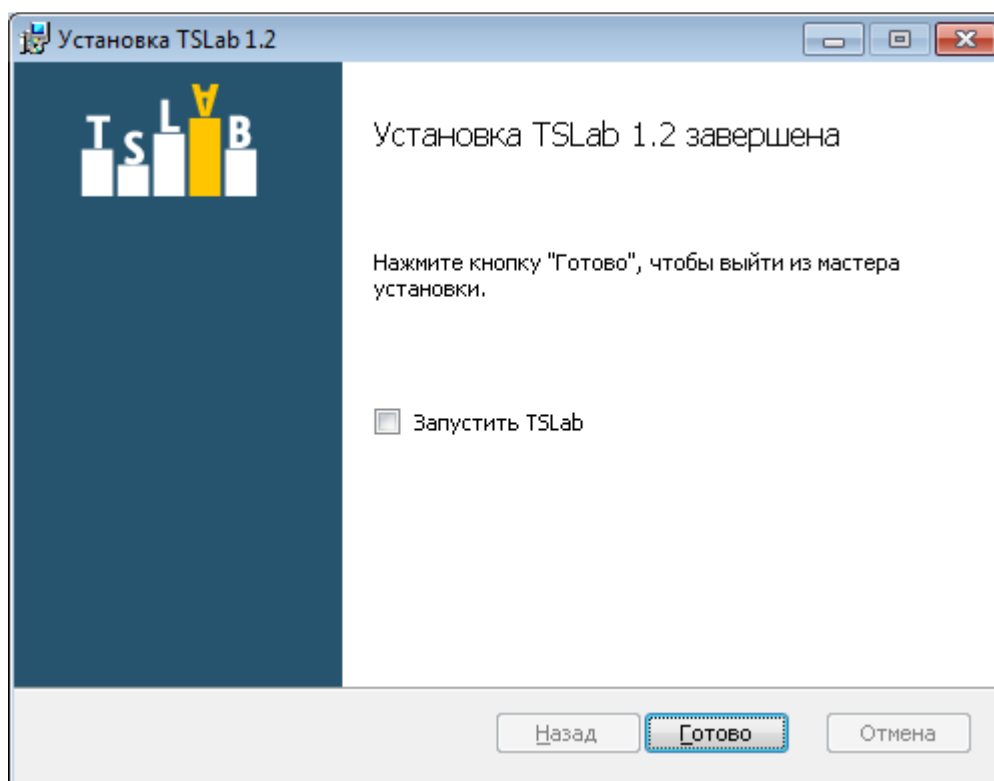 Установка TSLab 1.2
TSLAB
Установка TSLab 1.2 завершена
Нажмите кнопку "Готово", чтобы выйти из мастера
установки.
Запустить TSLab
Назад
Готово
Отмена